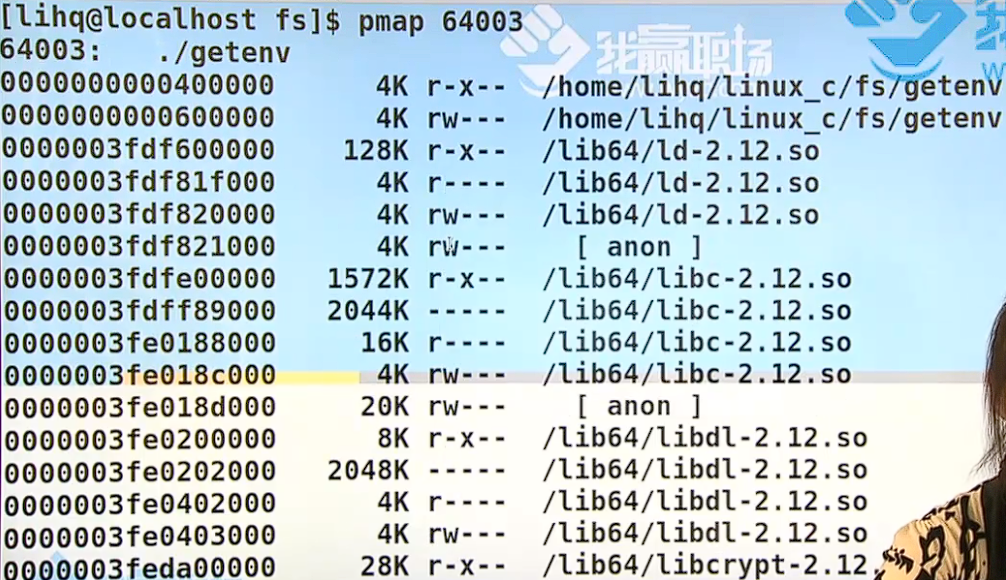 [lihq@localhost fs]$ pmap 64003
64003:   ./getenv
0000000000400000      4K r-x--  /home/lihq/linux_c/fs/getenv
0000000000600000      4K rw---  /home/lihq/linux_c/fs/getenv
0000003fdf600000    128K r-x--  /lib64/ld-2.12.so
0000003fdf81f000      4K r----  /lib64/ld-2.12.so
0000003fdf820000      4K rw---  /lib64/ld-2.12.so
0000003fdf821000      4K rw---    [ anon ]
0000003fdfe00000   1572K r-x--  /lib64/libc-2.12.so
0000003fdff89000   2044K -----  /lib64/libc-2.12.so
0000003fe0188000     16K r----  /lib64/libc-2.12.so
0000003fe018c000      4K rw---  /lib64/libc-2.12.so
0000003fe018d000     20K rw---    [ anon ]
0000003fe0200000      8K r-x--  /lib64/libdl-2.12.so
0000003fe0202000   2048K -----  /lib64/libdl-2.12.so
0000003fe0402000      4K r----  /lib64/libdl-2.12.so
0000003fe0403000      4K rw---  /lib64/libdl-2.12.so
0000003feda00000     28K r-x--  /lib64/libcrypt-2.12.
我赢职场